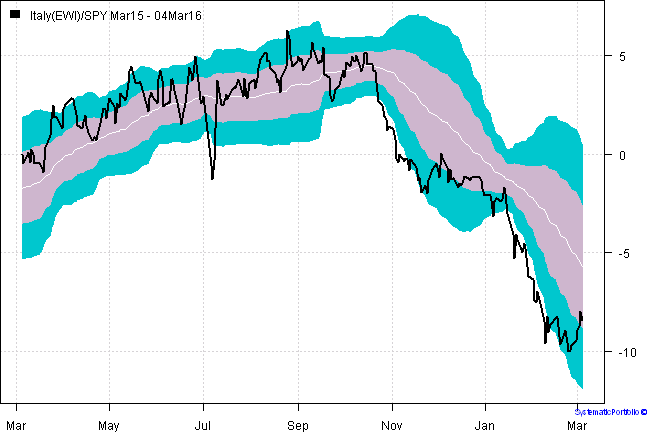 Italy(EWI)/SPY Mar15 - 04Mar16
5
0
-5
-10
Mar May Jul Sep Nov Jan Mar
SystematicPortfolio ©